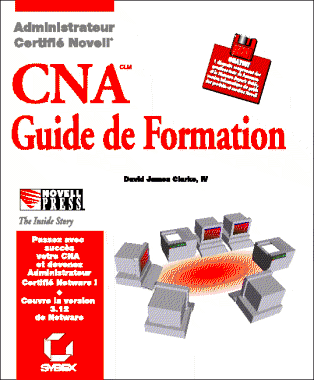 Administrateur
Certifié Novell
CNA
Guide de Formation
David James Clarke, IV
NOVELL
PRESS
The Inside Story
Passez avec
succès
votre CNA
et devenez
Administrateur
Certifié Netware !
+
Couvre la version
3.12
de Netware
SYBEX